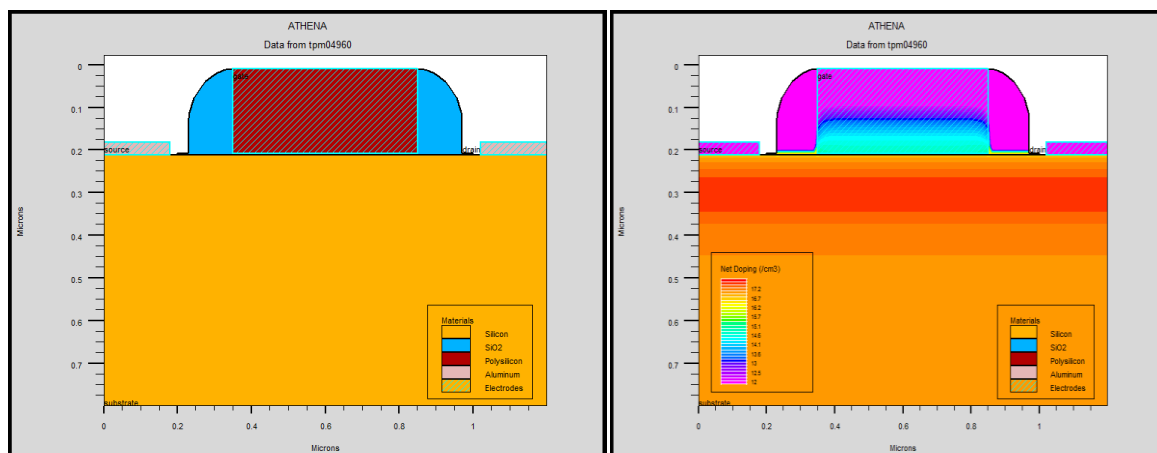 ATHENA
Data from tpm04960
gate
source
drain
substrate
0
0.1
0.2
0.3
0.4
0.5
0.6
0.7
Microns
0
0.2
0.4
0.6
0.8
1
Microns
Materials
Silicon
SiO2
Polysilicon
Aluminum
Electrodes
ATHENA
Data from tpm04960
gate
source
drain
substrate
0
0.1
0.2
0.3
0.4
0.5
0.6
0.7
Microns
0
0.2
0.4
0.6
0.8
1
Microns
Net Doping (/cm3)
17.2
16.7
16.2
15.7
15.1
14.6
14.1
13.6
13
12.5
12
Materials
Silicon
SiO2
Polysilicon
Aluminum
Electrodes